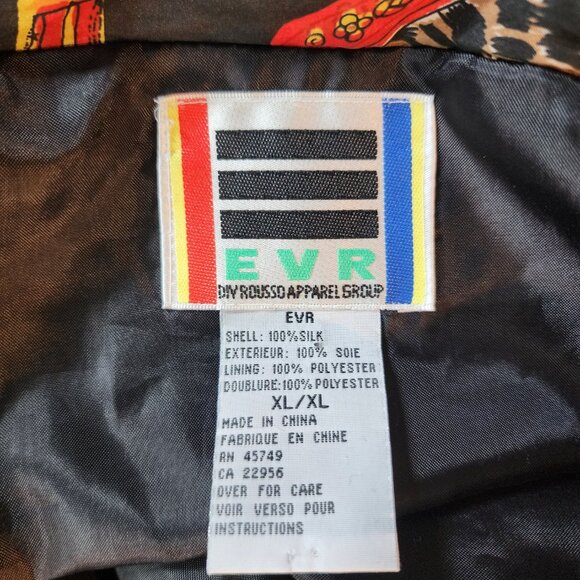 EVR
DIV ROUSSO APPAREL GROUP
EVR
SHELL: 100% SILK
EXTERIEUR: 100% SOIE
LINING: 100% POLYESTER
DOUBLURE:100% POLYESTER
XL/XL
MADE IN CHINA
FABRIQUE EN CHINE
RN 45749
CA 22956
OVER FOR CARE
VOIR VERSO POUR
INSTRUCTIONS